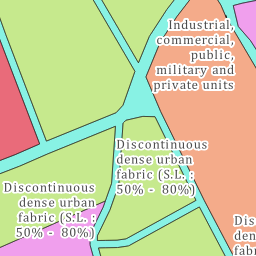 Industrial,
commercial,
public,
military and
private units
Discontinuous
dense urban
fabric (S.L. :
50% - 80%)
Discontinuous
dense urban
fabric (S.L. :
50% - 80%)